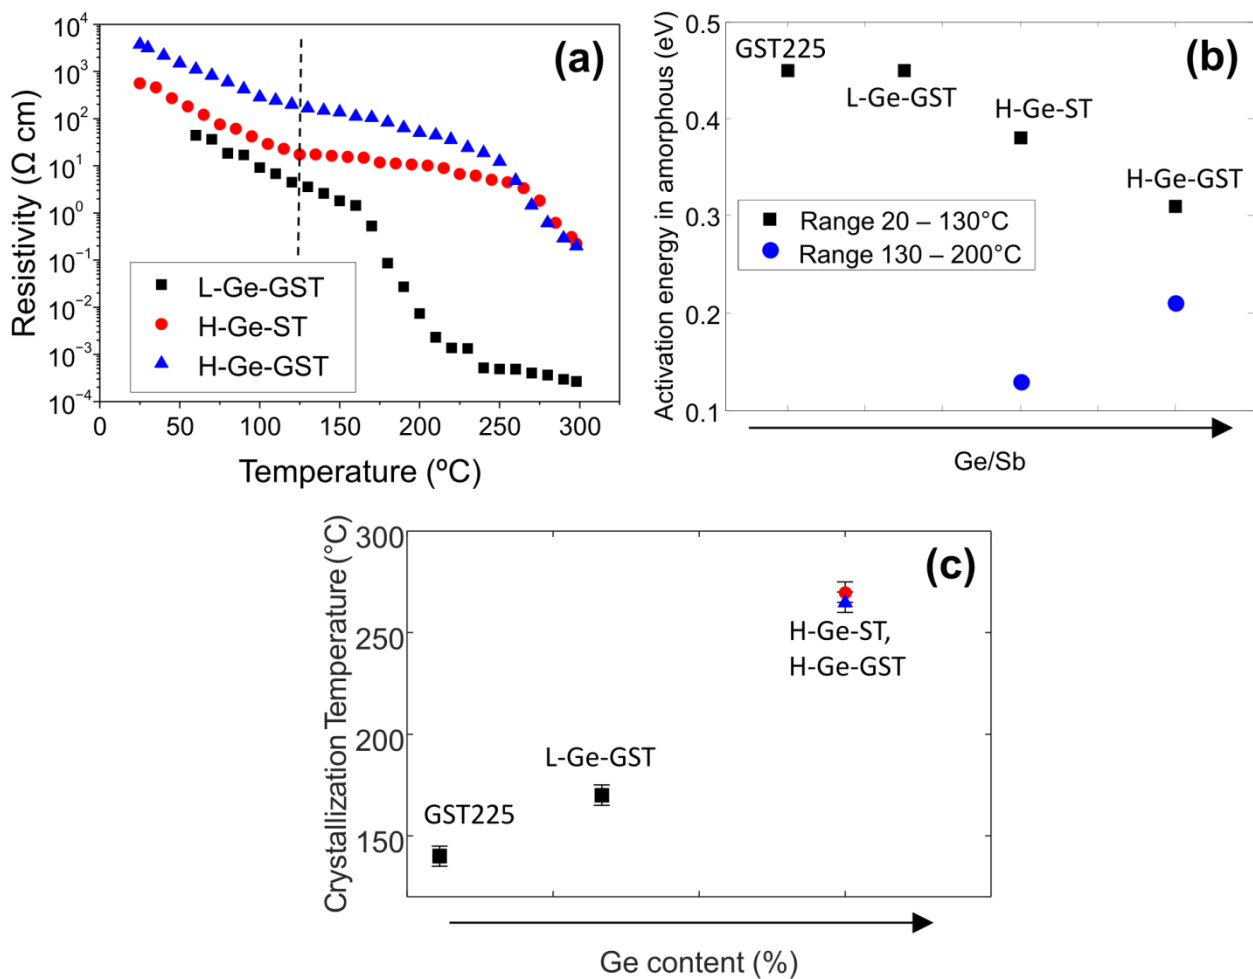 (a)
10⁴
10³
10²
10¹
10⁰
10⁻¹
10⁻²
10⁻³
10⁻⁴
Resistivity (Ω cm)
L-Ge-GST
H-Ge-ST
H-Ge-GST
0
50
100
150
200
250
300
Temperature (ºC)
(b)
0.5
0.4
0.3
0.2
0.1
Activation energy in amorphous (eV)
GST225
L-Ge-GST
H-Ge-ST
H-Ge-GST
Range 20 – 130°C
Range 130 – 200°C
Ge/Sb
(c)
300
250
200
150
Crystallization Temperature (°C)
H-Ge-ST,
H-Ge-GST
L-Ge-GST
GST225
Ge content (%)